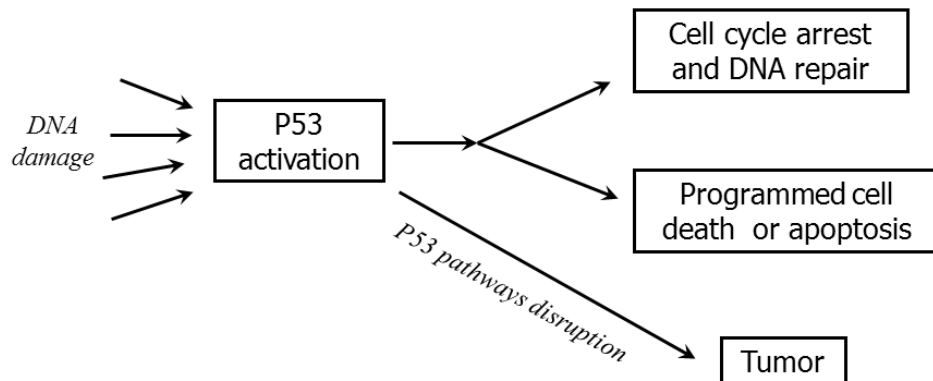 DNA
damage
P53
activation
Cell cycle arrest
and DNA repair
Programmed cell
death or apoptosis
P53 pathways disruption
Tumor